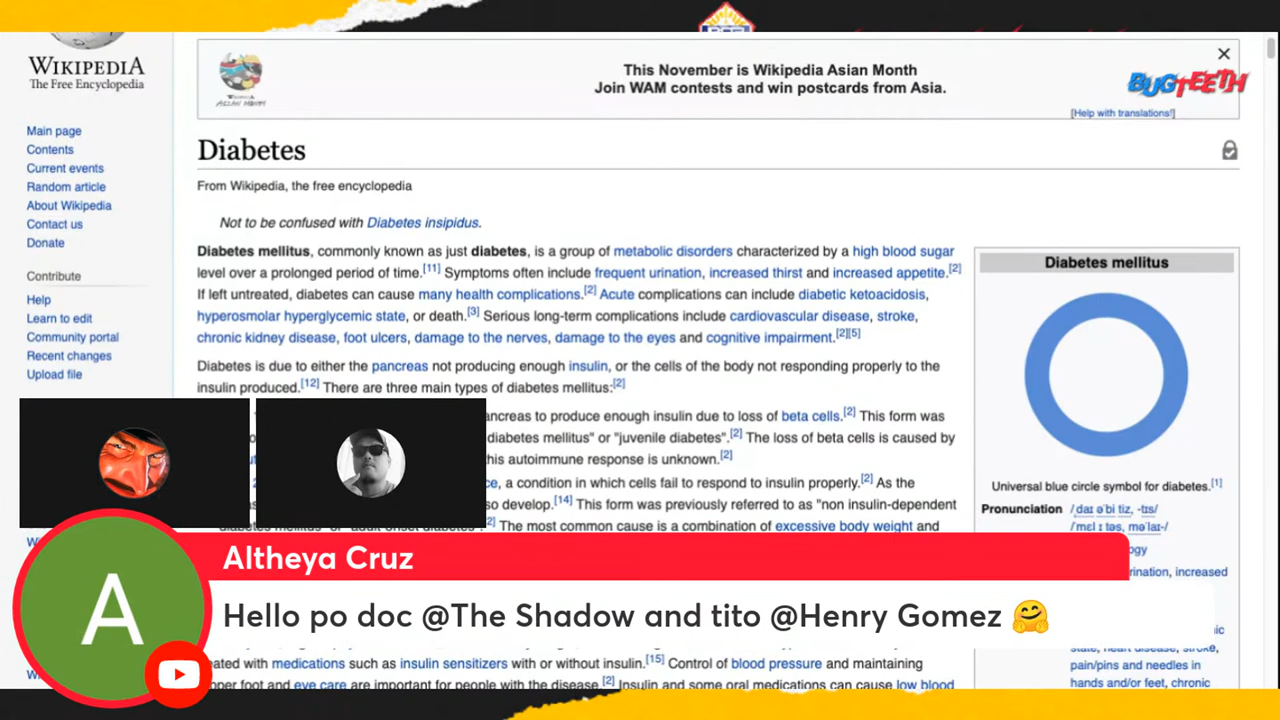 WIKIPEDIA
The Free Encyclopedia
Main page
Contents
Current events
Random article
About Wikipedia
Contact us
Donate
Contribute
Help
Learn to edit
Community portal
Recent changes
Upload file
This November is Wikipedia Asian Month
Join WAM contests and win postcards from Asia.
[Help with translations!]
BUGTEETH
Diabetes
From Wikipedia, the free encyclopedia
Not to be confused with Diabetes insipidus.
Diabetes mellitus, commonly known as just diabetes, is a group of metabolic disorders characterized by a high blood sugar
level over a prolonged period of time.[11] Symptoms often include frequent urination, increased thirst and increased appetite.[2]
If left untreated, diabetes can cause many health complications.[2] Acute complications can include diabetic ketoacidosis,
hyperosmolar hyperglycemic state, or death.[3] Serious long-term complications include cardiovascular disease, stroke,
chronic kidney disease, foot ulcers, damage to the nerves, damage to the eyes and cognitive impairment.[2][5]
Diabetes is due to either the pancreas not producing enough insulin, or the cells of the body not responding properly to the
insulin produced.[12] There are three main types of diabetes mellitus:[2]
to produce enough insulin due to loss of beta cells.[2] This form was
diabetes mellitus" or "juvenile diabetes".[2] The loss of beta cells is caused by
this autoimmune response is unknown.[2]
, a condition in which cells fail to respond to insulin properly.[2] As the
develop.[14] This form was previously referred to as "non insulin-dependent
[2] The most common cause is a combination of excessive body weight and
Diabetes mellitus
Universal blue circle symbol for diabetes.[1]
Pronunciation
increased
Altheya Cruz
A
Hello po doc @The Shadow and tito @Henry Gomez 🤗
with medications such as insulin sensitizers with or without insulin.[15] Control of blood pressure and maintaining
foot and eye care are important for people with the disease.[2] Insulin and some oral medications can cause low blood
pain/pins and needles in
hands and/or feet, chronic